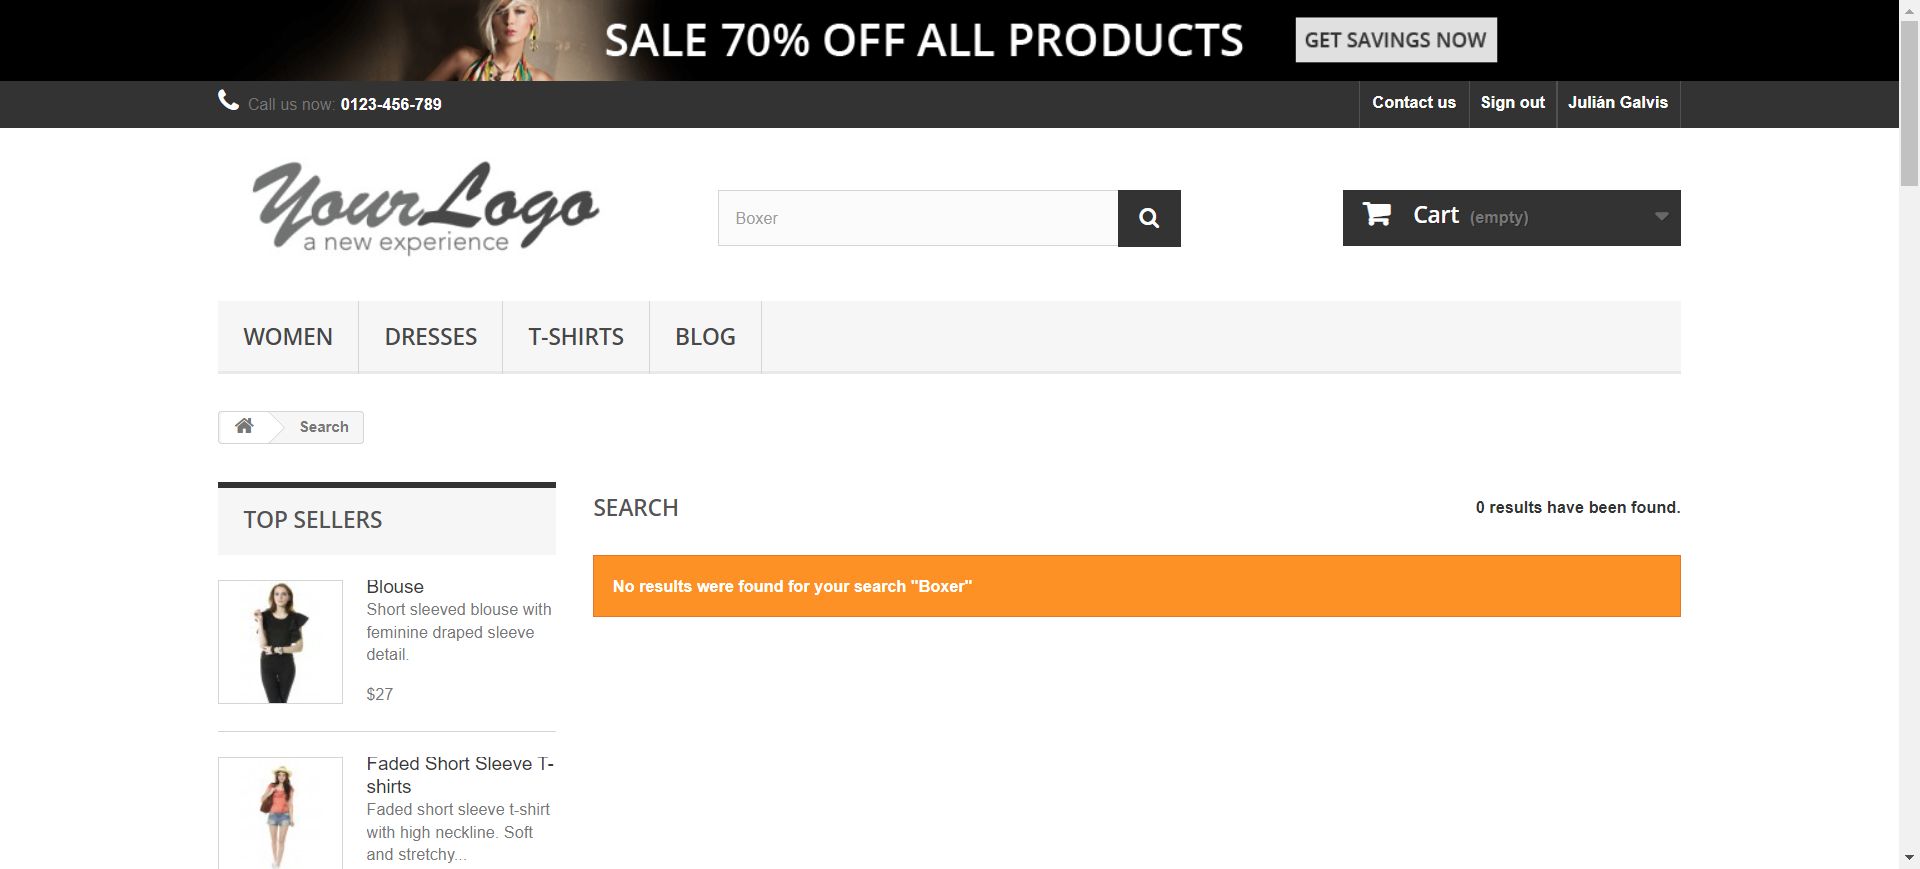 SALE 70% OFF ALL PRODUCTS
GET SAVINGS NOW
Call us now: 0123-456-789
Contact us
Sign out
Julián Galvis
YourLogo
a new experience
Boxer
Cart (empty)
WOMEN
DRESSES
T-SHIRTS
BLOG
Search
TOP SELLERS
Blouse
Short sleeved blouse with
feminine draped sleeve
detail.
$27
Faded Short Sleeve T-
shirts
Faded short sleeve t-shirt
with high neckline. Soft
and stretchy...
SEARCH
0 results have been found.
No results were found for your search "Boxer"